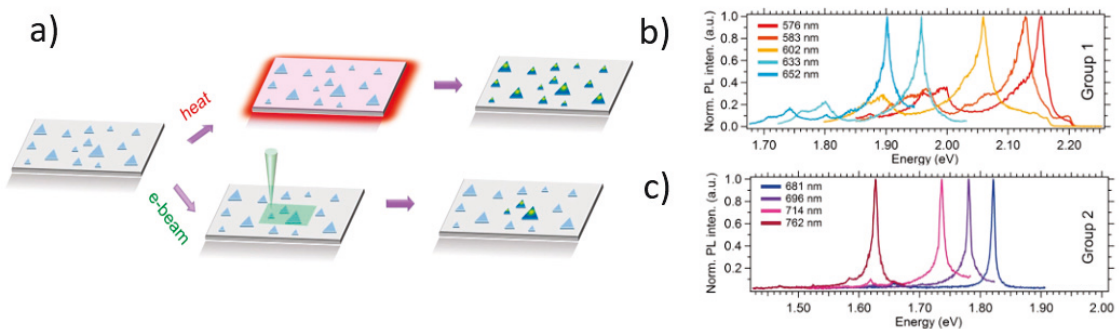 a)
heat
e-beam
b)
Norm. PL inten. (a.u.)
1.0
0.8
0.6
0.4
0.2
0.0
576 nm
583 nm
602 nm
633 nm
652 nm
Group 1
1.70 1.80 1.90 2.00 2.10 2.20
Energy (eV)
c)
Norm. PL inten. (a.u.)
1.0
0.8
0.6
0.4
0.2
681 nm
696 nm
714 nm
762 nm
Group 2
1.50 1.60 1.70 1.80 1.90 2.00
Energy (eV)